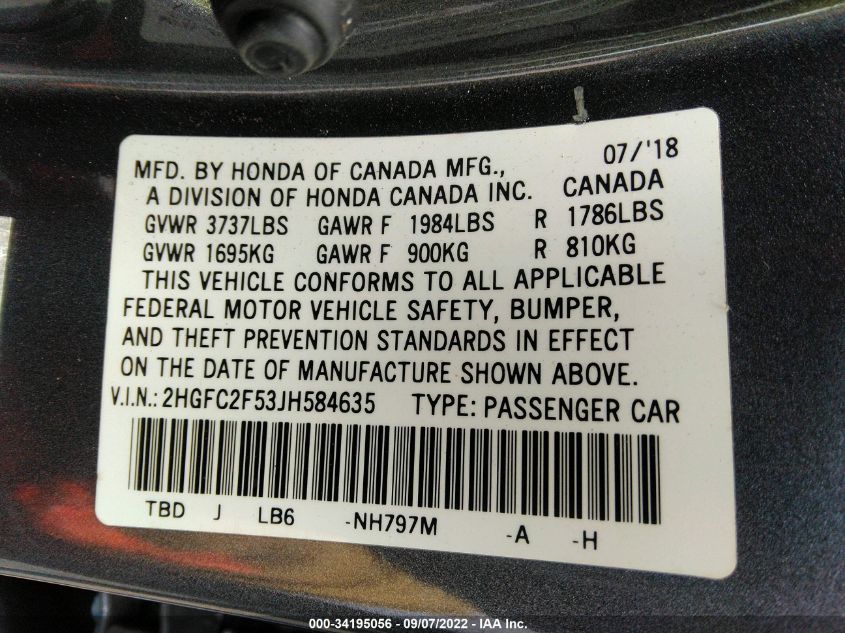 MFD. BY HONDA OF CANADA MFG., 07/'18
A DIVISION OF HONDA CANADA INC. CANADA
GVWR 3737LBS GAWR F 1984LBS R 1786LBS
GVWR 1695KG GAWR F 900KG R 810KG
THIS VEHICLE CONFORMS TO ALL APPLICABLE
FEDERAL MOTOR VEHICLE SAFETY, BUMPER,
AND THEFT PREVENTION STANDARDS IN EFFECT
ON THE DATE OF MANUFACTURE SHOWN ABOVE.
V.I.N.: 2HGFC2F53JH584635 TYPE: PASSENGER CAR
TBD J LB6 -NH797M -A -H
000-34195056 — 09/07/2022 — IAA Inc.